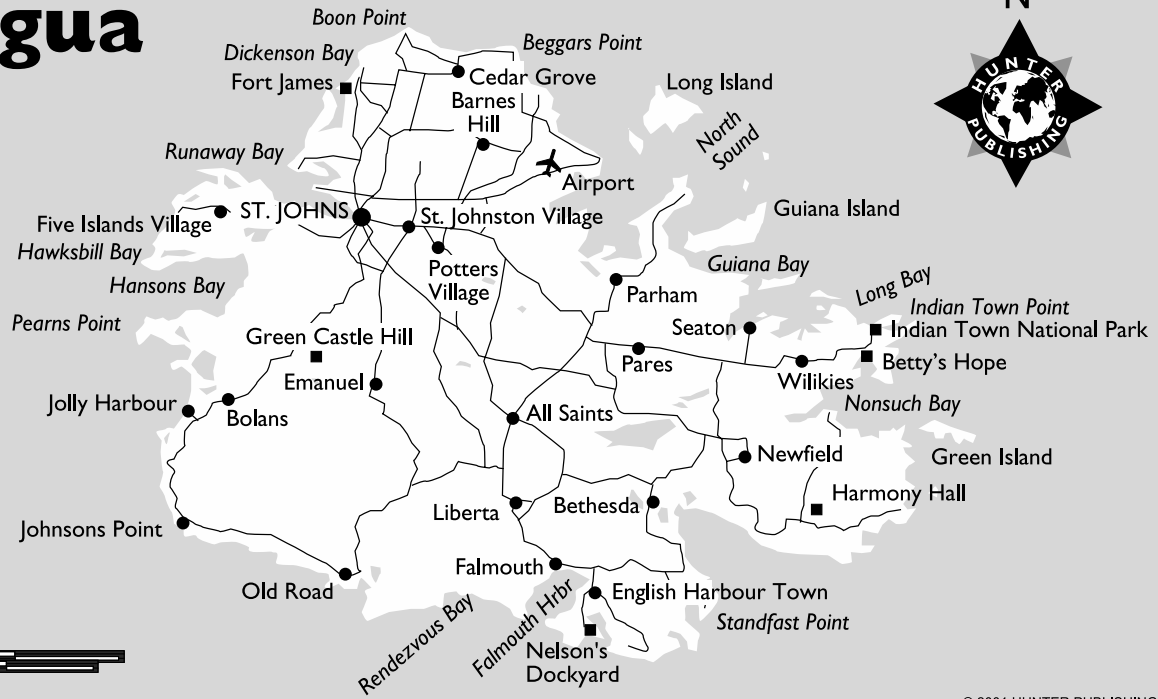 gua
N
HUNTER
PUBLISHING
Boon Point
Dickenson Bay
Beggars Point
Fort James
Cedar Grove
Long Island
Barnes
Hill
North
Sound
Runaway Bay
Airport
ST. JOHNS
St. Johnston Village
Guiana Island
Five Islands Village
Hawksbill Bay
Potters
Village
Guiana Bay
Hansons Bay
Parham
Long Bay
Indian Town Point
Pearns Point
Seaton
Indian Town National Park
Green Castle Hill
Pares
Betty's Hope
Emanuel
Wilikies
Jolly Harbour
Bolans
Nonsuch Bay
All Saints
Newfield
Green Island
Harmony Hall
Liberta
Bethesda
Johnsons Point
Falmouth
Old Road
English Harbour Town
Rendezvous Bay
Falmouth Hrbr
Standfast Point
Nelson's
Dockyard